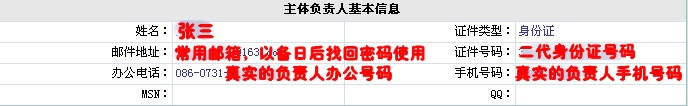 主体负责人基本信息
姓名： 张三 证件类型： 身份证
邮件地址： 常用邮箱，以备日后找回密码使用 证件号码： 二代身份证号码
办公电话： 086-0731- 真实的负责人办公号码 手机号码： 真实的负责人手机号码
MSN： QQ：